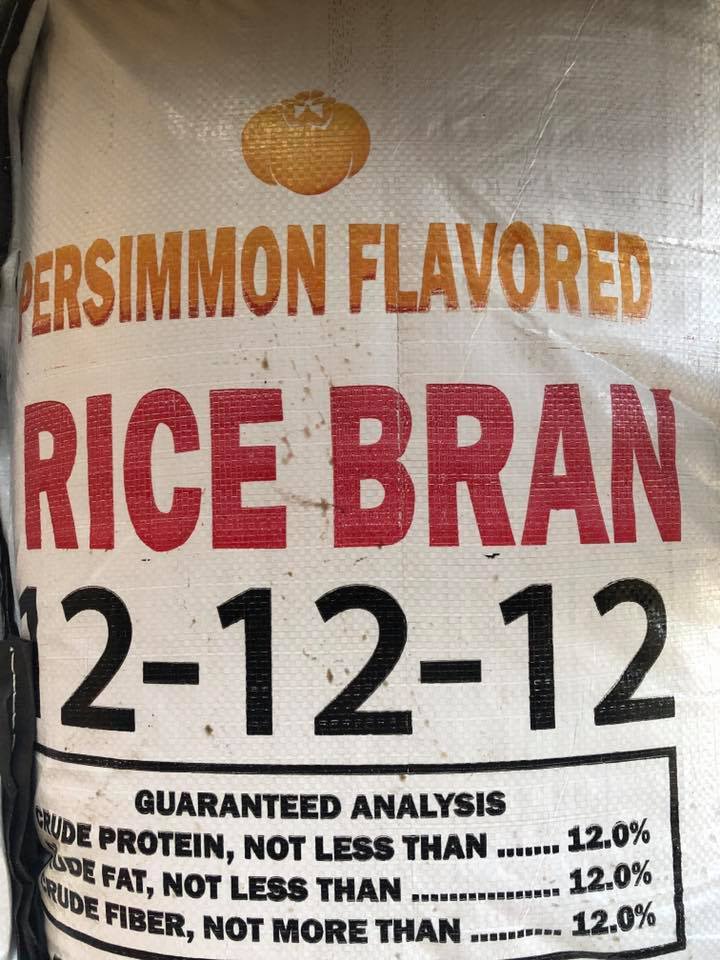 PERSIMMON FLAVORED
RICE BRAN
12-12-12
GUARANTEED ANALYSIS
CRUDE PROTEIN, NOT LESS THAN ....... 12.0%
CRUDE FAT, NOT LESS THAN ................. 12.0%
CRUDE FIBER, NOT MORE THAN .......... 12.0%